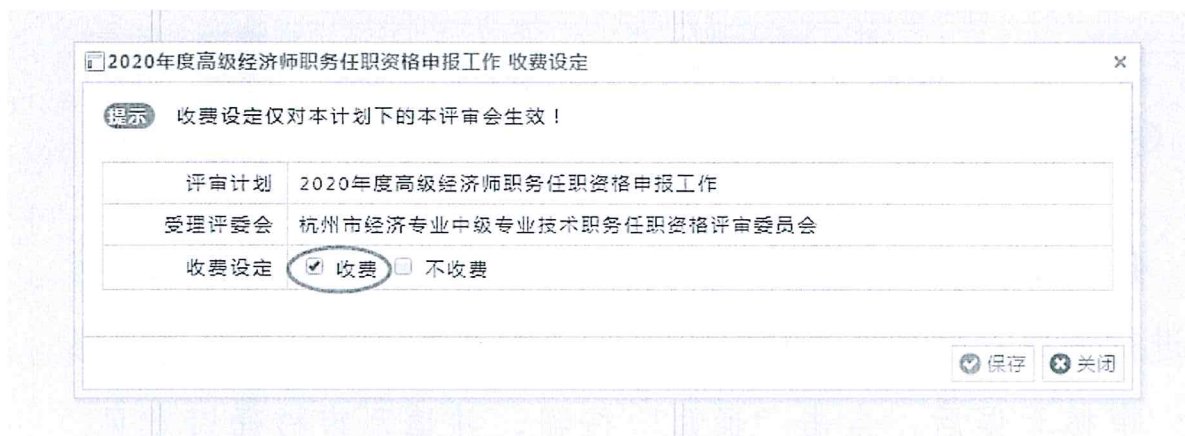 2020年度高级经济师职务任职资格申报工作 收费设定
提示 收费设定仅对本计划下的本评审会生效！
评审计划 2020年度高级经济师职务任职资格申报工作
受理评委会 杭州市经济专业中级专业技术职务任职资格评审委员会
收费设定 收费 不收费
保存 关闭